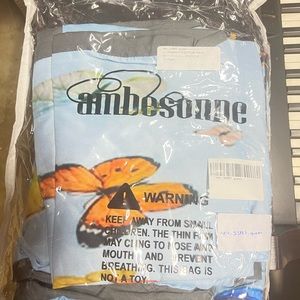 ambesonne
WARNING
KEEP AWAY FROM SMALL
CHILDREN. THE THIN FILM
MAY CLING TO NOSE AND
MOUTH AND PREVENT
BREATHING. THIS BAG IS
NOT A TOY.